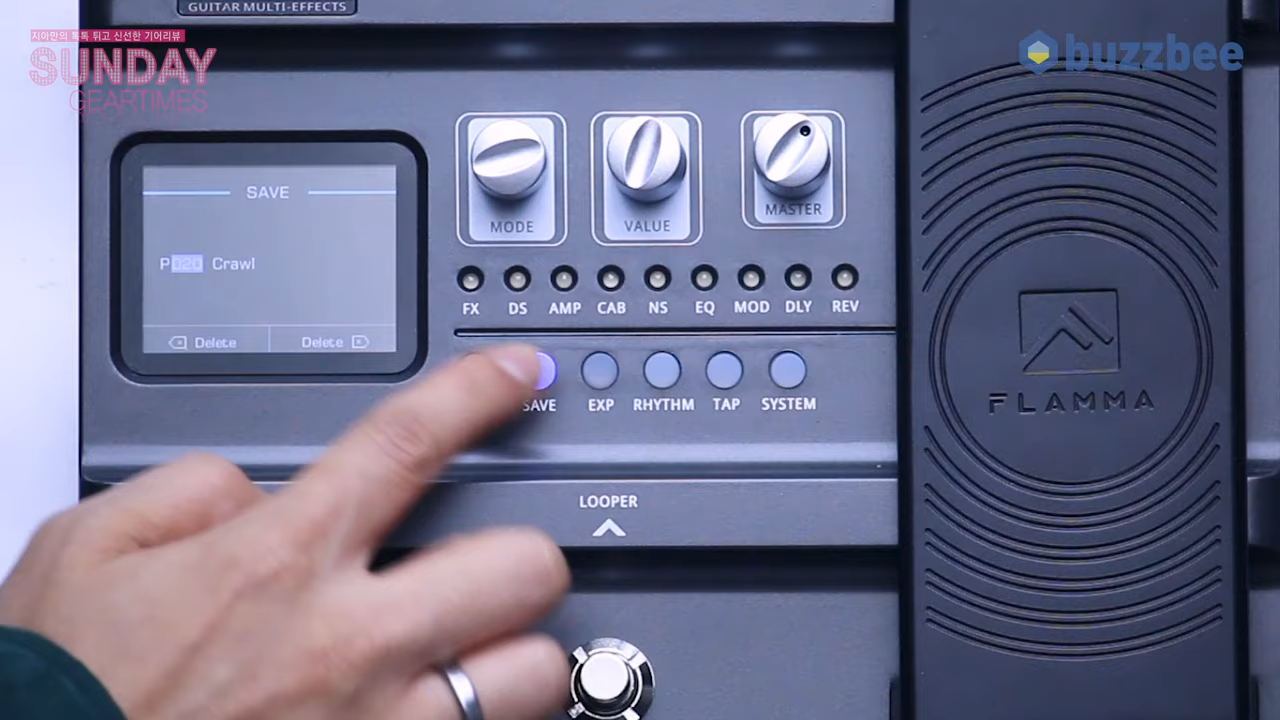 GUITAR MULTI-EFFECTS
지아만의 톡톡 튀고 신선한 기어리뷰
SUNDAY
GEARTIMES
buzzbee
SAVE
P020 Crawl
Delete Delete
MODE
VALUE
MASTER
FX DS AMP CAB NS EQ MOD DLY REV
SAVE EXP RHYTHM TAP SYSTEM
LOOPER
FLAMMA